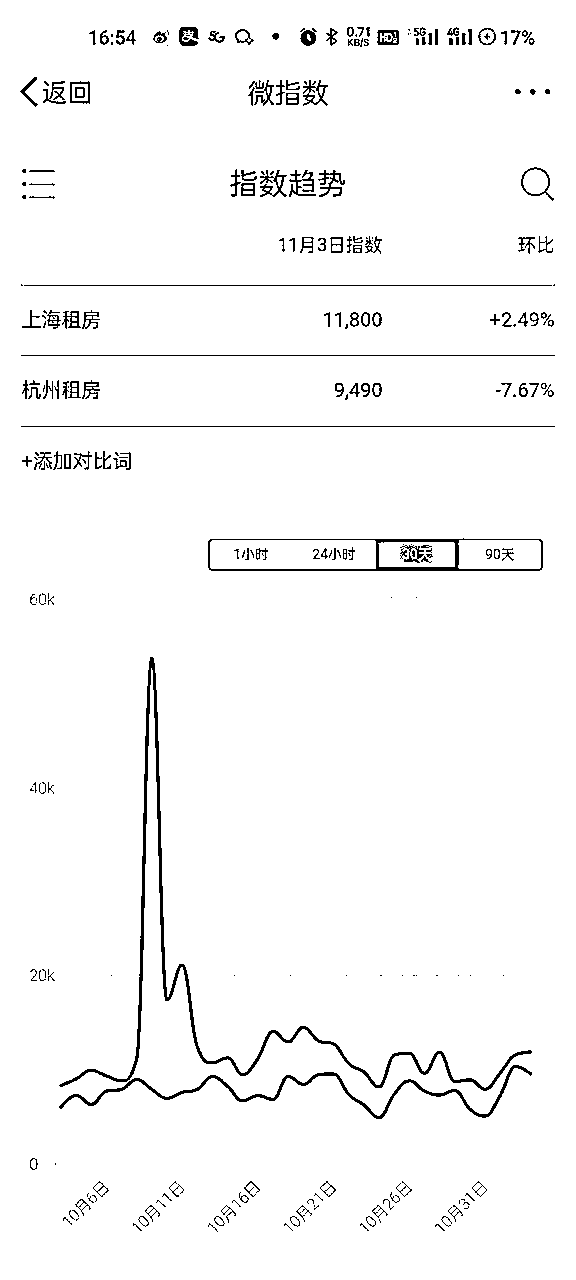 16:54 支 5G 0.71 KB/S HD 5G 4G 17%
返回 微指数
指数趋势
11月3日指数 环比
上海租房 11,800 +2.49%
杭州租房 9,490 -7.67%
+添加对比词
1小时 24小时 30天 90天
60k
40k
20k
0
10月6日 10月11日 10月16日 10月21日 10月26日 10月31日